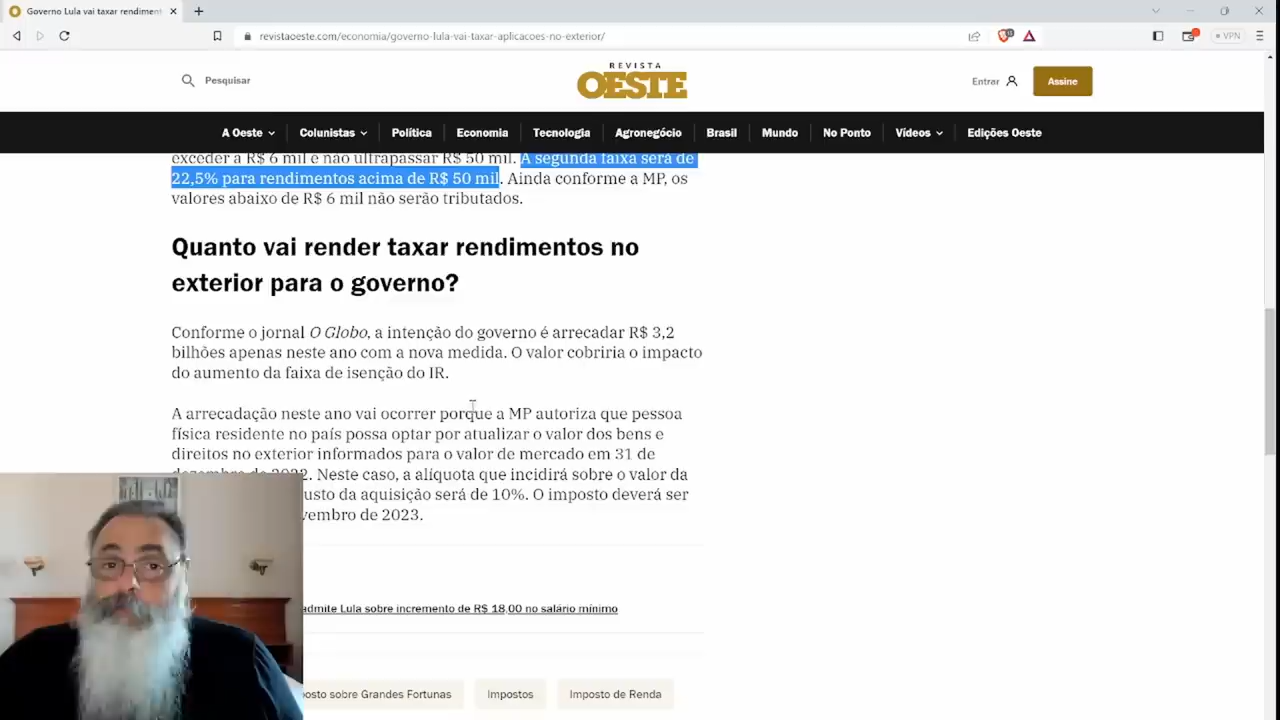 Governo Lula vai taxar rendiment
revistaoeste.com/economia/governo-lula-vai-taxar-aplicacoes-no-exterior/
VPN
Pesquisar
REVISTA
OESTE
Entrar
Assine
A Oeste
Colunistas
Política
Economia
Tecnologia
Agronegócio
Brasil
Mundo
No Ponto
Vídeos
Edições Oeste
exceder a R$ 6 mil e não ultrapassar R$ 50 mil. A segunda faixa será de
22,5% para rendimentos acima de R$ 50 mil. Ainda conforme a MP, os
valores abaixo de R$ 6 mil não serão tributados.
Quanto vai render taxar rendimentos no
exterior para o governo?
Conforme o jornal O Globo, a intenção do governo é arrecadar R$ 3,2
bilhões apenas neste ano com a nova medida. O valor cobriria o impacto
do aumento da faixa de isenção do IR.
A arrecadação neste ano vai ocorrer porque a MP autoriza que pessoa
física residente no país possa optar por atualizar o valor dos bens e
direitos no exterior informados para o valor de mercado em 31 de
dezembro de 2022. Neste caso, a alíquota que incidirá sobre o valor da
usto da aquisição será de 10%. O imposto deverá ser
vembro de 2023.
admite Lula sobre incremento de R$ 18,00 no salário mínimo
posto sobre Grandes Fortunas
Impostos
Imposto de Renda